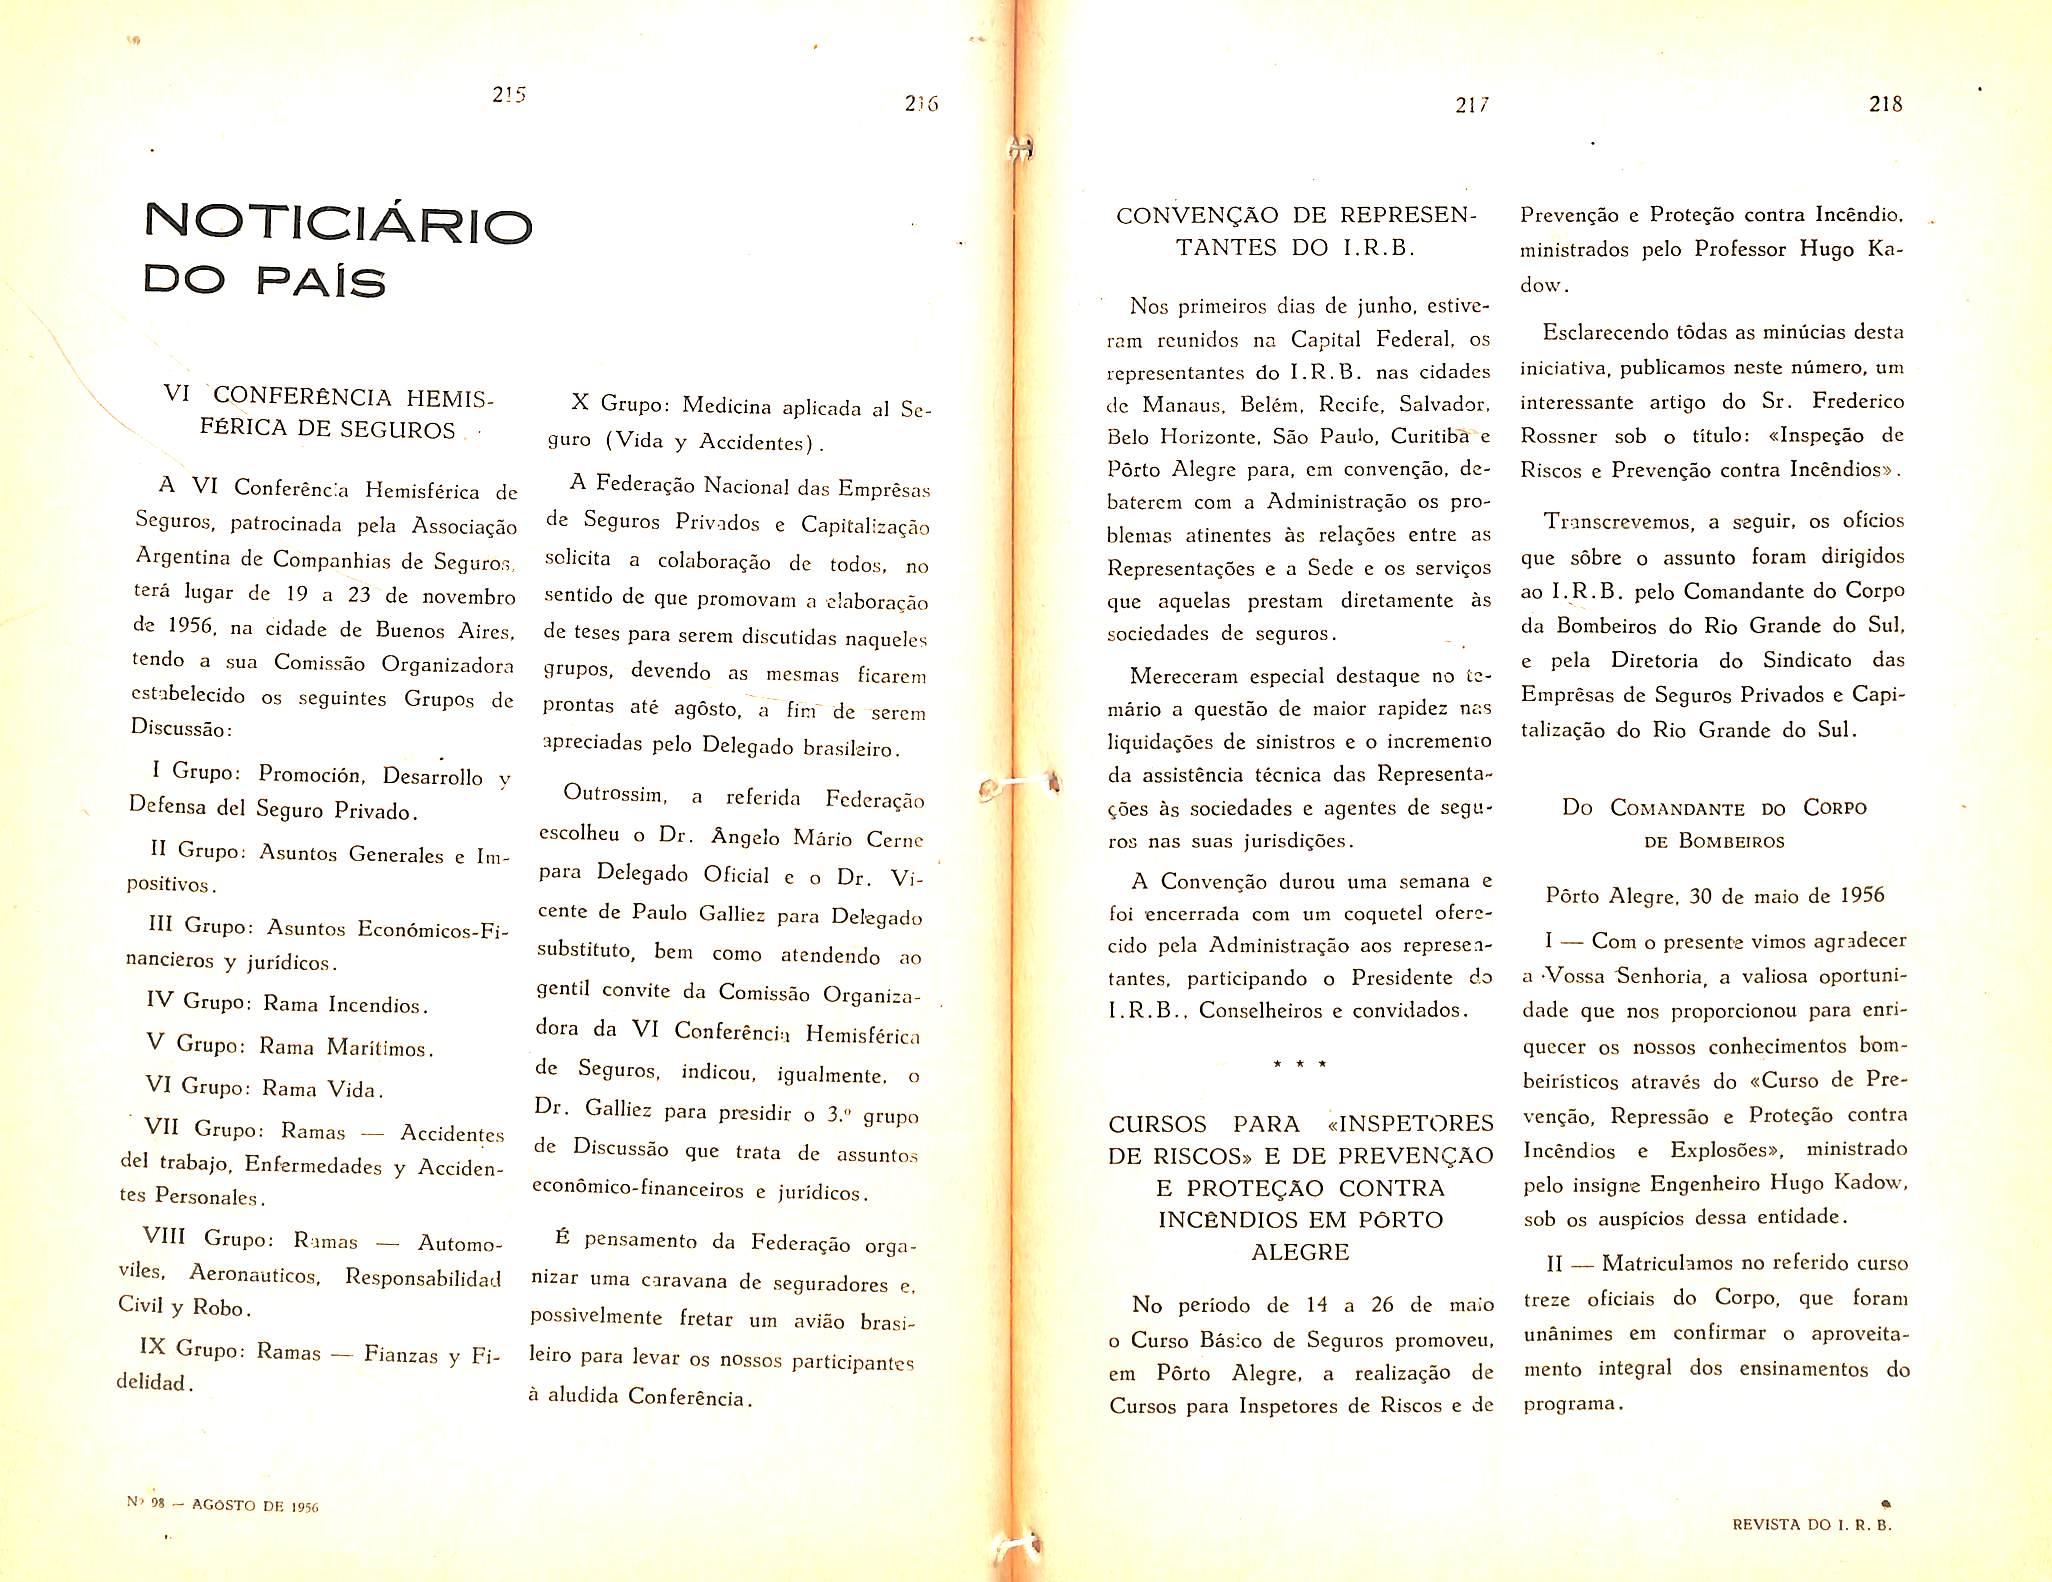 215
216
NOTICIÁRIO
DO PAÍS
VI CONFERÊNCIA HEMIS-
FÉRICA DE SEGUROS
A VI Conferência Hemisférica de
Seguros, patrocinada pela Associação
Argentina de Companhias de Seguros,
terá lugar de 19 a 23 de novembro
de 1956, na cidade de Buenos Aires,
tendo a sua Comissão Organizadora
estabelecido os seguintes Grupos de
Discussão:
I Grupo: Promoción, Desarrollo y
Defensa del Seguro Privado.
II Grupo: Asuntos Generales e Im-
positivos.
III Grupo: Asuntos Económicos-Fi-
nancieros y jurídicos.
IV Grupo: Rama Incendios.
V Grupo: Rama Marítimos.
VI Grupo: Rama Vida.
VII Grupo: Ramas — Accidentes
del trabajo, Enfermedades y Acciden-
tes Personales.
VIII Grupo: Ramas — Automo-
viles, Aeronauticos, Responsabilidad
Civil y Robo.
IX Grupo: Ramas — Fianzas y Fi-
delidad.
X Grupo: Medicina aplicada al Se-
guro (Vida y Accidentes).
A Federação Nacional das Emprêsas
de Seguros Privados e Capitalização
solicita a colaboração de todos, no
sentido de que promovam a elaboração
de teses para serem discutidas naqueles
grupos, devendo as mesmas ficarem
prontas até agôsto, a fim de serem
apreciadas pelo Delegado brasileiro.
Outrossim, a referida Federação
escolheu o Dr. Ângelo Mário Cerne
para Delegado Oficial e o Dr. Vi-
cente de Paulo Galliez para Delegado
substituto, bem como atendendo ao
gentil convite da Comissão Organiza-
dora da VI Conferência Hemisférica
de Seguros, indicou, igualmente, o
Dr. Galliez para presidir o 3.º grupo
de Discussão que trata de assuntos
econômico-financeiros e jurídicos.
É pensamento da Federação orga-
nizar uma caravana de seguradores e,
possìvelmente fretar um avião brasi-
leiro para levar os nossos participantes
à aludida Conferência.
Nº 98 — AGÔSTO DE 1956
217
218
CONVENÇÃO DE REPRESEN-
TANTES DO I.R.B.
Nos primeiros dias de junho, estive-
ram reunidos na Capital Federal, os
representantes do I.R.B. nas cidades
de Manaus, Belém, Recife, Salvador,
Belo Horizonte, São Paulo, Curitiba e
Pôrto Alegre para, em convenção, de-
baterem com a Administração os pro-
blemas atinentes às relações entre as
Representações e a Sede e os serviços
que aquelas prestam diretamente às
sociedades de seguros.
Mereceram especial destaque no te-
mário a questão de maior rapidez nas
liquidações de sinistros e o incremento
da assistência técnica das Representa-
ções às sociedades e agentes de segu-
ros nas suas jurisdições.
A Convenção durou uma semana e
foi encerrada com um coquetel ofere-
cido pela Administração aos represen-
tantes, participando o Presidente do
I.R.B., Conselheiros e convidados.
* * *
CURSOS PARA «INSPETORES
DE RISCOS» E DE PREVENÇÃO
E PROTEÇÃO CONTRA
INCÊNDIOS EM PÔRTO
ALEGRE
No período de 14 a 26 de maio
o Curso Básico de Seguros promoveu,
em Pôrto Alegre, a realização de
Cursos para Inspetores de Riscos e de
Prevenção e Proteção contra Incêndio,
ministrados pelo Professor Hugo Ka-
dow.
Esclarecendo tôdas as minúcias desta
iniciativa, publicamos neste número, um
interessante artigo do Sr. Frederico
Rossner sob o título: «Inspeção de
Riscos e Prevenção contra Incêndios».
Transcrevemos, a seguir, os ofícios
que sôbre o assunto foram dirigidos
ao I.R.B. pelo Comandante do Corpo
da Bombeiros do Rio Grande do Sul,
e pela Diretoria do Sindicato das
Emprêsas de Seguros Privados e Capi-
talização do Rio Grande do Sul.
DO COMANDANTE DO CORPO
DE BOMBEIROS
Pôrto Alegre, 30 de maio de 1956
I — Com o presente vimos agradecer
a Vossa Senhoria, a valiosa oportuni-
dade que nos proporcionou para enri-
quecer os nossos conhecimentos bom-
beirísticos através do «Curso de Pre-
venção, Repressão e Proteção contra
Incêndios e Explosões», ministrado
pelo insigne Engenheiro Hugo Kadow,
sob os auspícios dessa entidade.
II — Matriculamos no referido curso
treze oficiais do Corpo, que foram
unânimes em confirmar o aproveita-
mento integral dos ensinamentos do
programa.
REVISTA DO I. R. B.